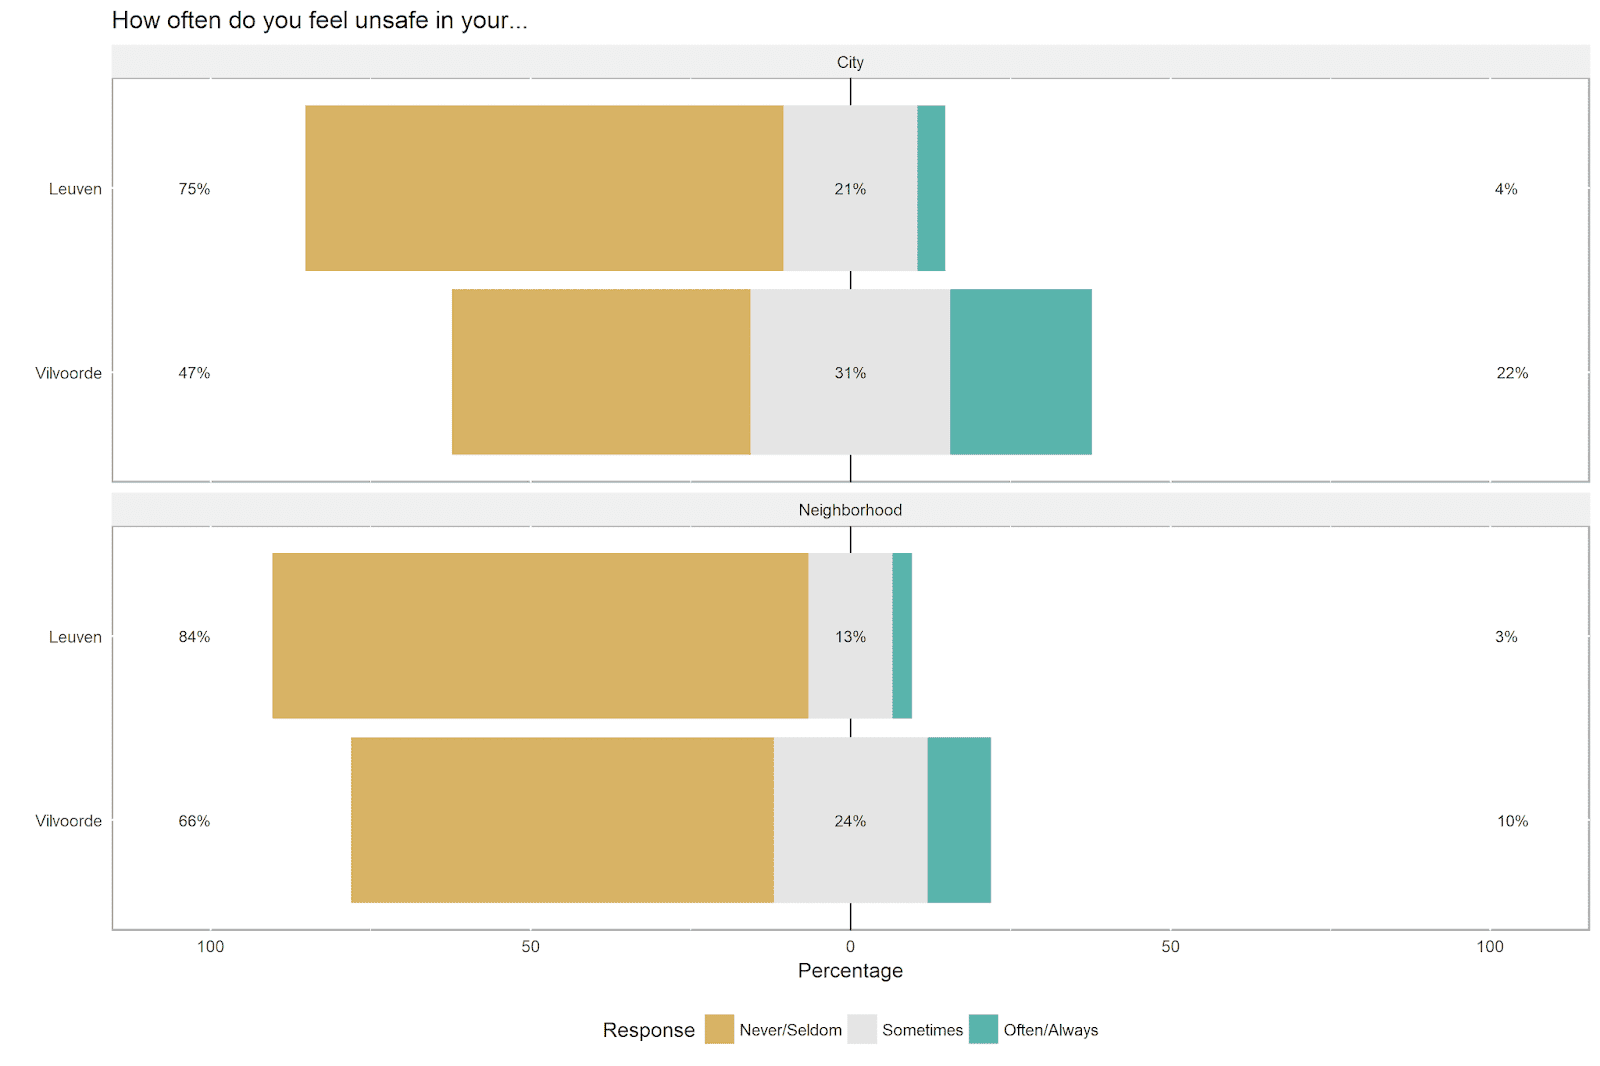 How often do you feel unsafe in your...
City
Leuven 75% 21% 4%
Vilvoorde 47% 31% 22%
Neighborhood
Leuven 84% 13% 3%
Vilvoorde 66% 24% 10%
100 50 0 50 100
Percentage
Response Never/Seldom Sometimes Often/Always